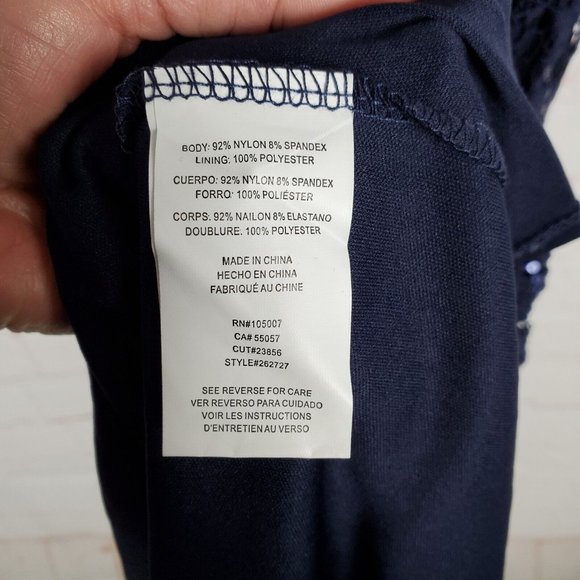 BODY: 92% NYLON 8% SPANDEX
LINING: 100% POLYESTER
CUERPO: 92% NYLON 8% SPANDEX
FORRO: 100% POLIÉSTER
CORPS: 92% NAILON 8% ELASTANO
DOUBLURE: 100% POLYESTER
MADE IN CHINA
HECHO EN CHINA
FABRIQUÉ AU CHINE
RN#105007
CA# 55057
CUT#23856
STYLE#262727
SEE REVERSE FOR CARE
VER REVERSO PARA CUIDADO
VOIR LES INSTRUCTIONS
D'ENTRETIEN AU VERSO